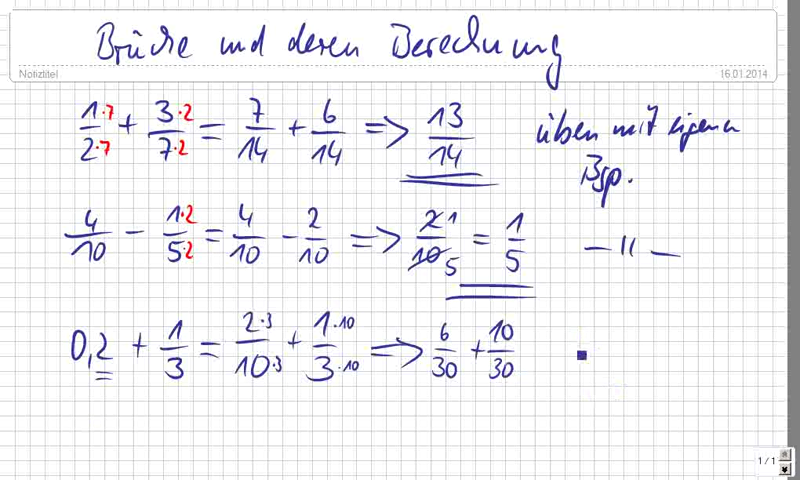 Brüche und deren Berechnung
Notiztitel 16.01.2014
1·7/2·7 + 3·2/7·2 = 7/14 + 6/14 => 13/14 üben mit eigenen Bsp.
4/10 - 1·2/5·2 = 4/10 - 2/10 => 2 1/10 5 = 1/5 — " —
0,2 + 1/3 = 2·3/10·3 + 1·10/3·10 => 6/30 + 10/30
1/1